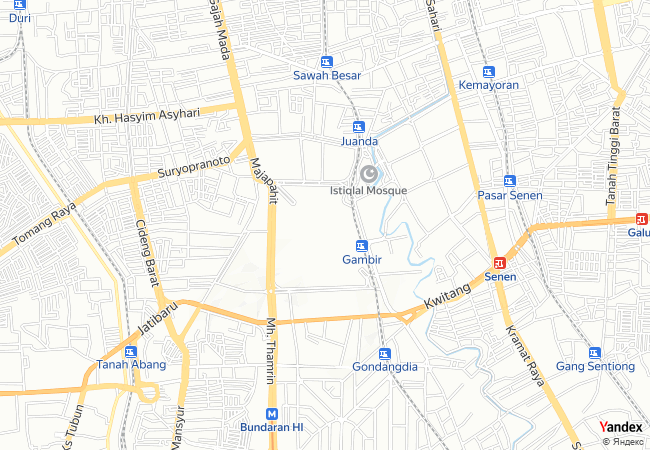 Duri
Gajah Mada
Sahari
Sawah Besar
Kemayoran
Kh. Hasyim Asyhari
Juanda
Tanah Tinggi Barat
Suryopranoto
Majapahit
Istiqlal Mosque
Pasar Senen
Tomang Raya
Cideng Barat
Galu
Gambir
Senen
Kwitang
Jatibaru
Mh. Thamrin
Kramat Raya
Tanah Abang
Gondangdia
Gang Sentiong
Ks Tubun
Mansyur
Bundaran HI
S
Yandex
© Яндекс